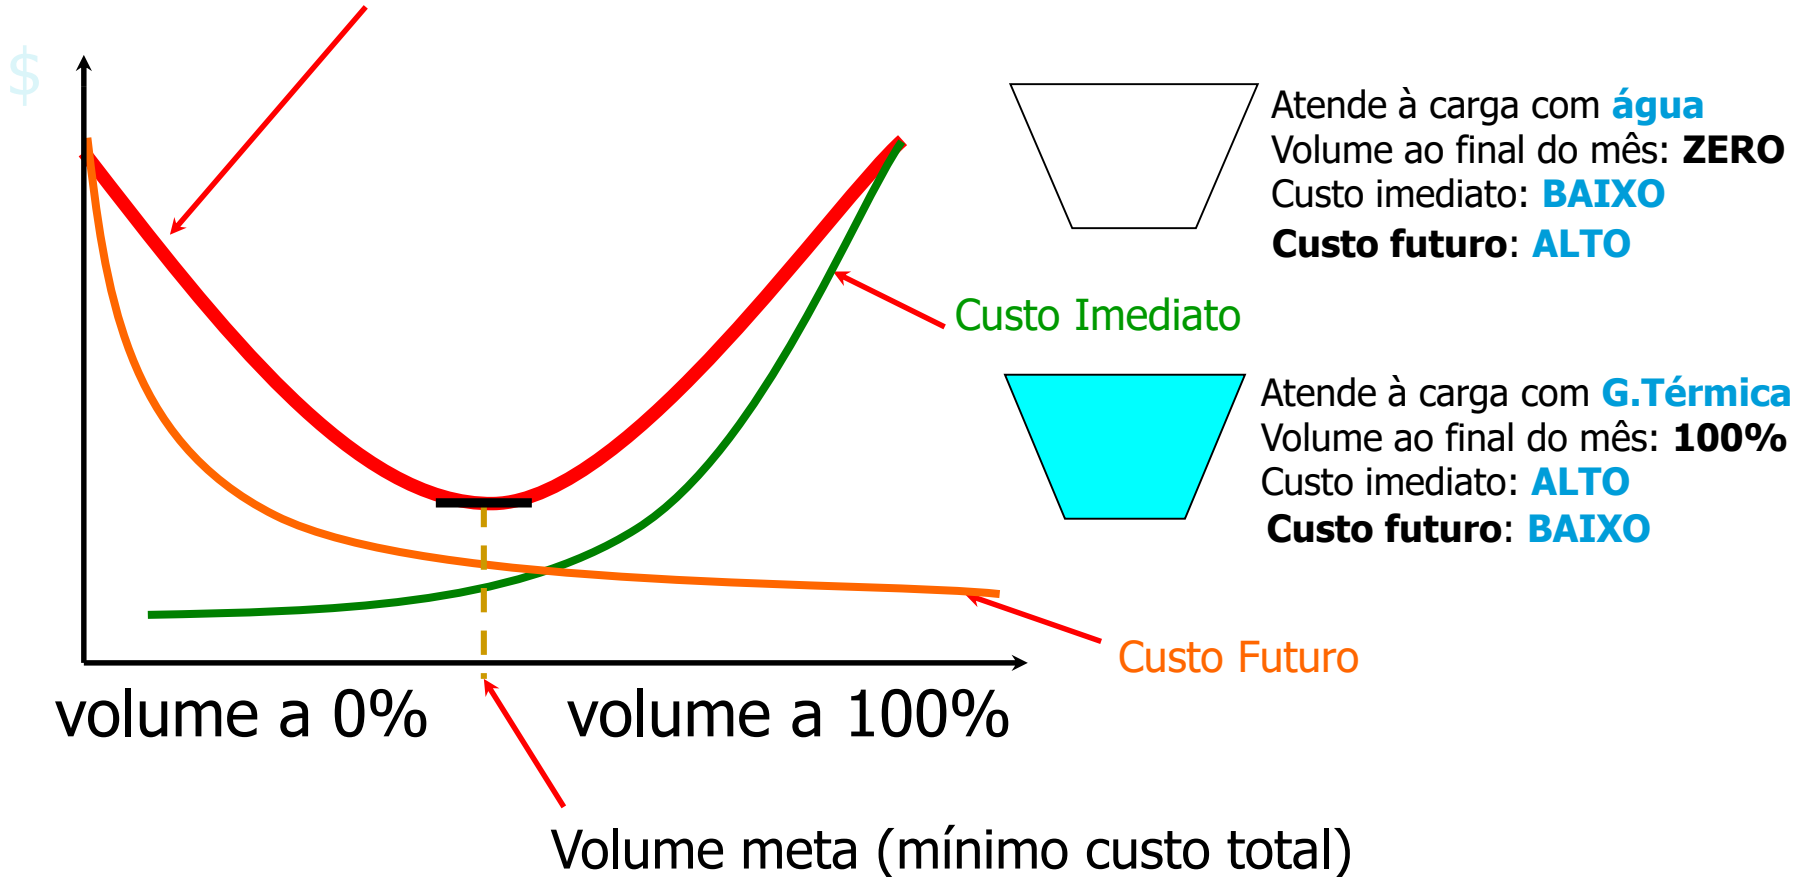 $
Atende à carga com água
Volume ao final do mês: ZERO
Custo imediato: BAIXO
Custo futuro: ALTO
Custo Imediato
Atende à carga com G.Térmica
Volume ao final do mês: 100%
Custo imediato: ALTO
Custo futuro: BAIXO
Custo Futuro
volume a 0%
volume a 100%
Volume meta (mínimo custo total)